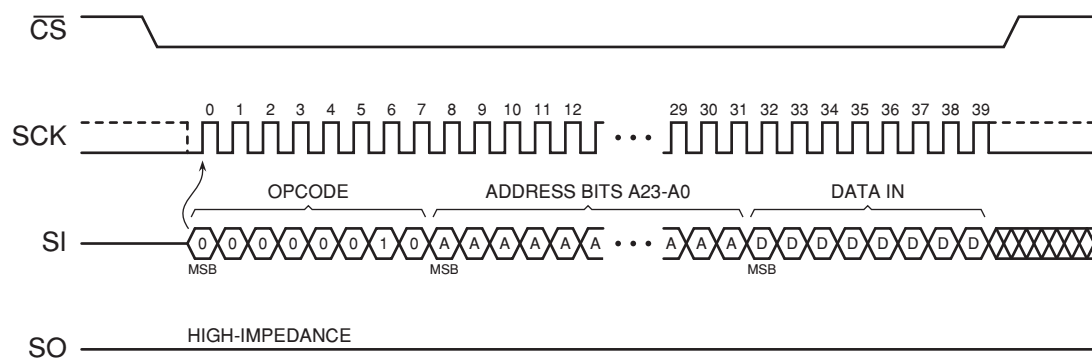 CS
0 1 2 3 4 5 6 7 8 9 10 11 12 29 30 31 32 33 34 35 36 37 38 39
SCK
OPCODE ADDRESS BITS A23-A0 DATA IN
SI 0 0 0 0 0 0 1 0 A A A A A A A A A D D D D D D D D
MSB MSB MSB
HIGH-IMPEDANCE
SO